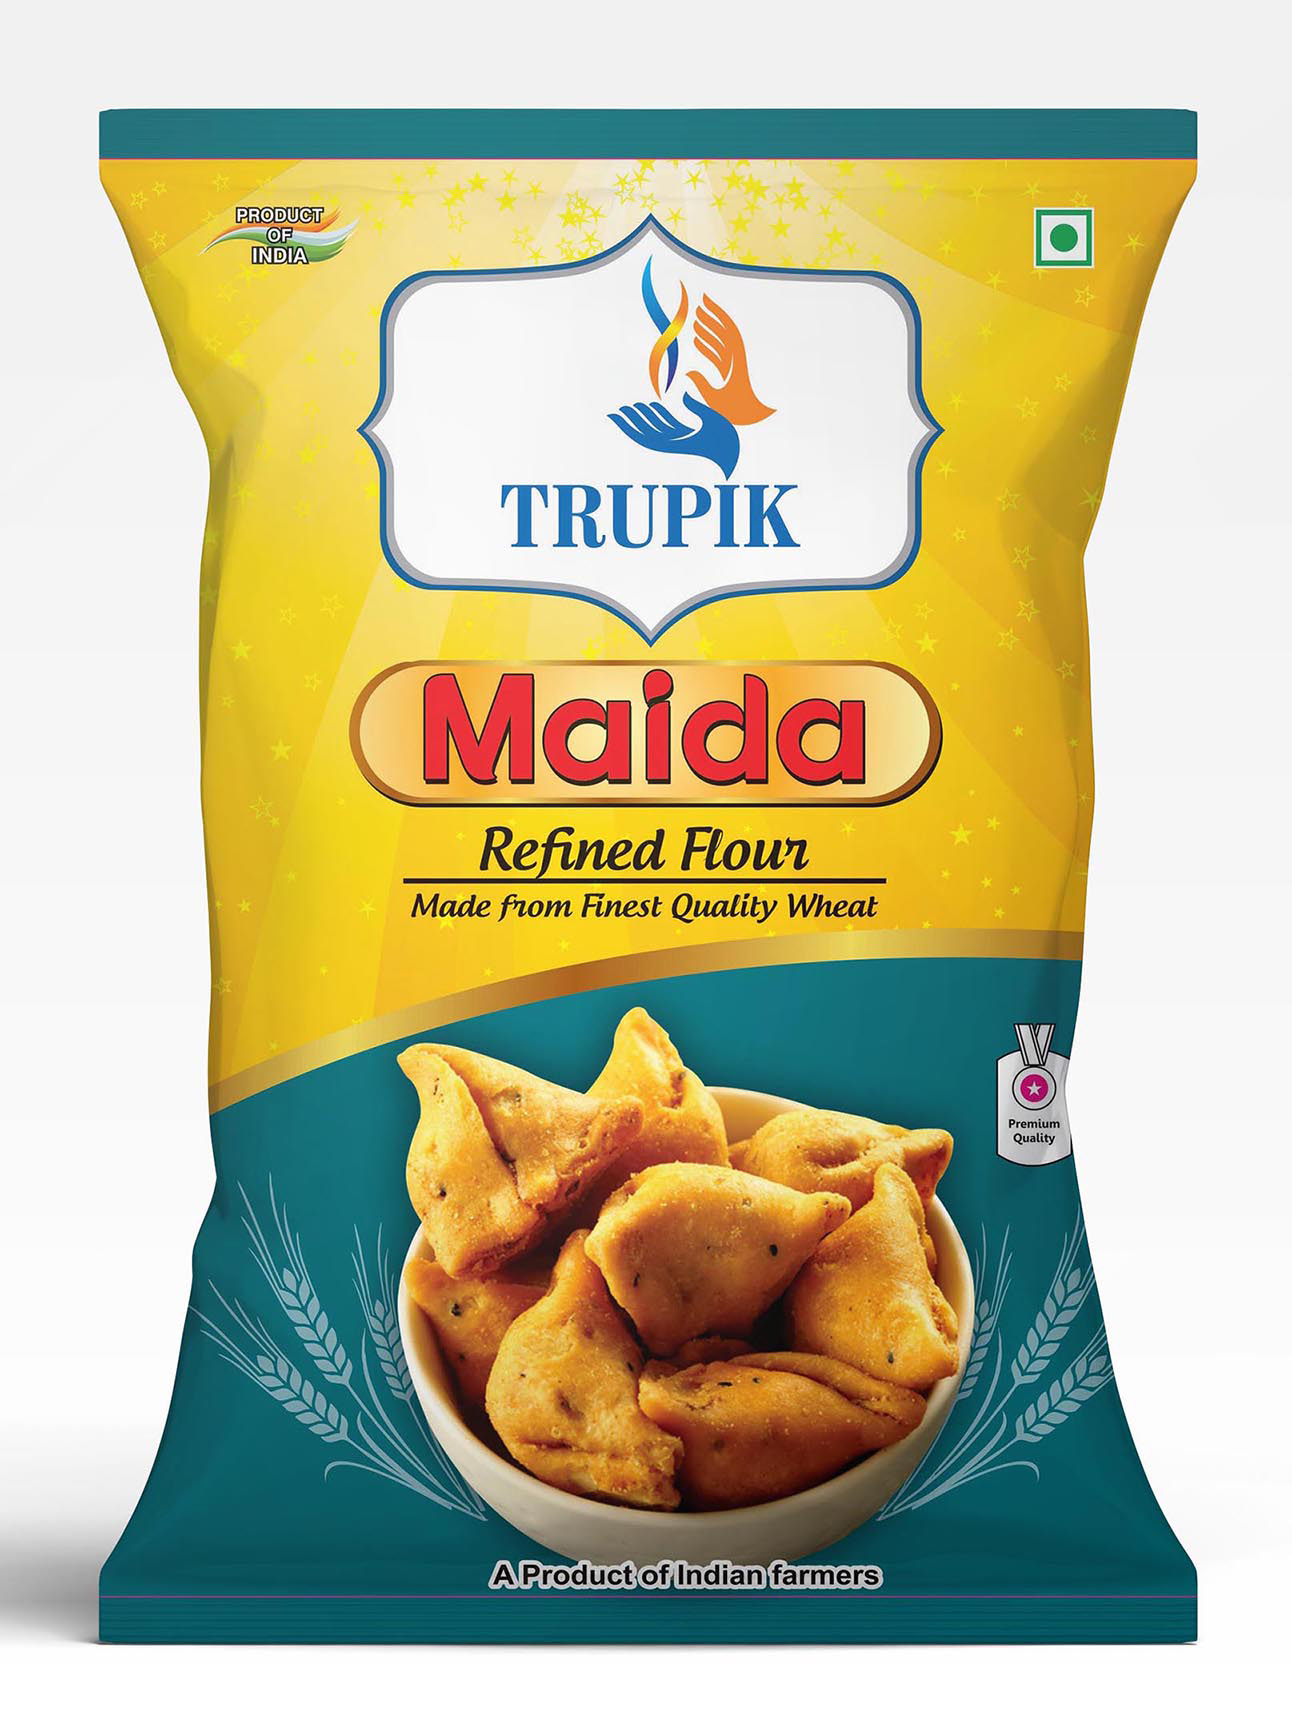 PRODUCT
OF
INDIA
TRUPIK
Maida
Refined Flour
Made from Finest Quality Wheat
Premium
Quality
A Product of Indian farmers